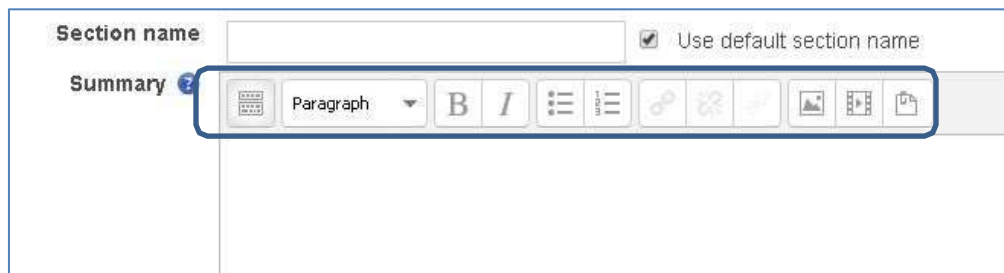 Section name
Use default section name
Summary
Paragraph
B I